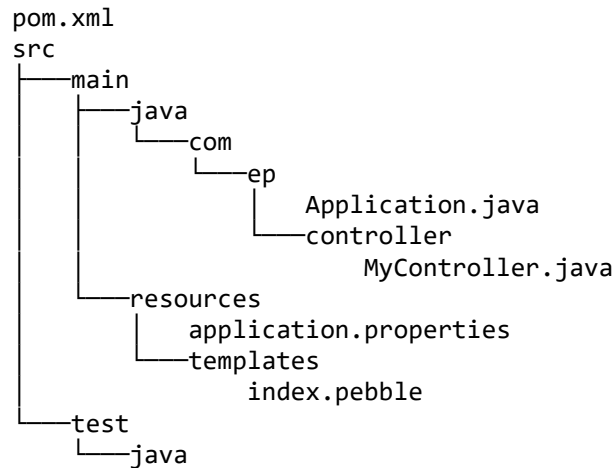 pom.xml
src
├───main
│   ├───java
│   │   └───com
│   │       └───ep
│   │           │   Application.java
│   │           └───controller
│   │                   MyController.java
│   └───resources
│       │   application.properties
│       └───templates
│               index.pebble
└───test
    └───java